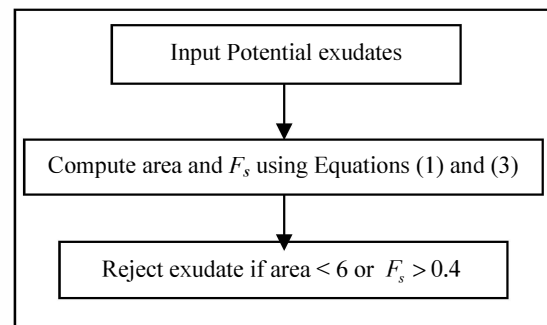 Input Potential exudates
Compute area and F_s using Equations (1) and (3)
Reject exudate if area < 6 or F_s > 0.4